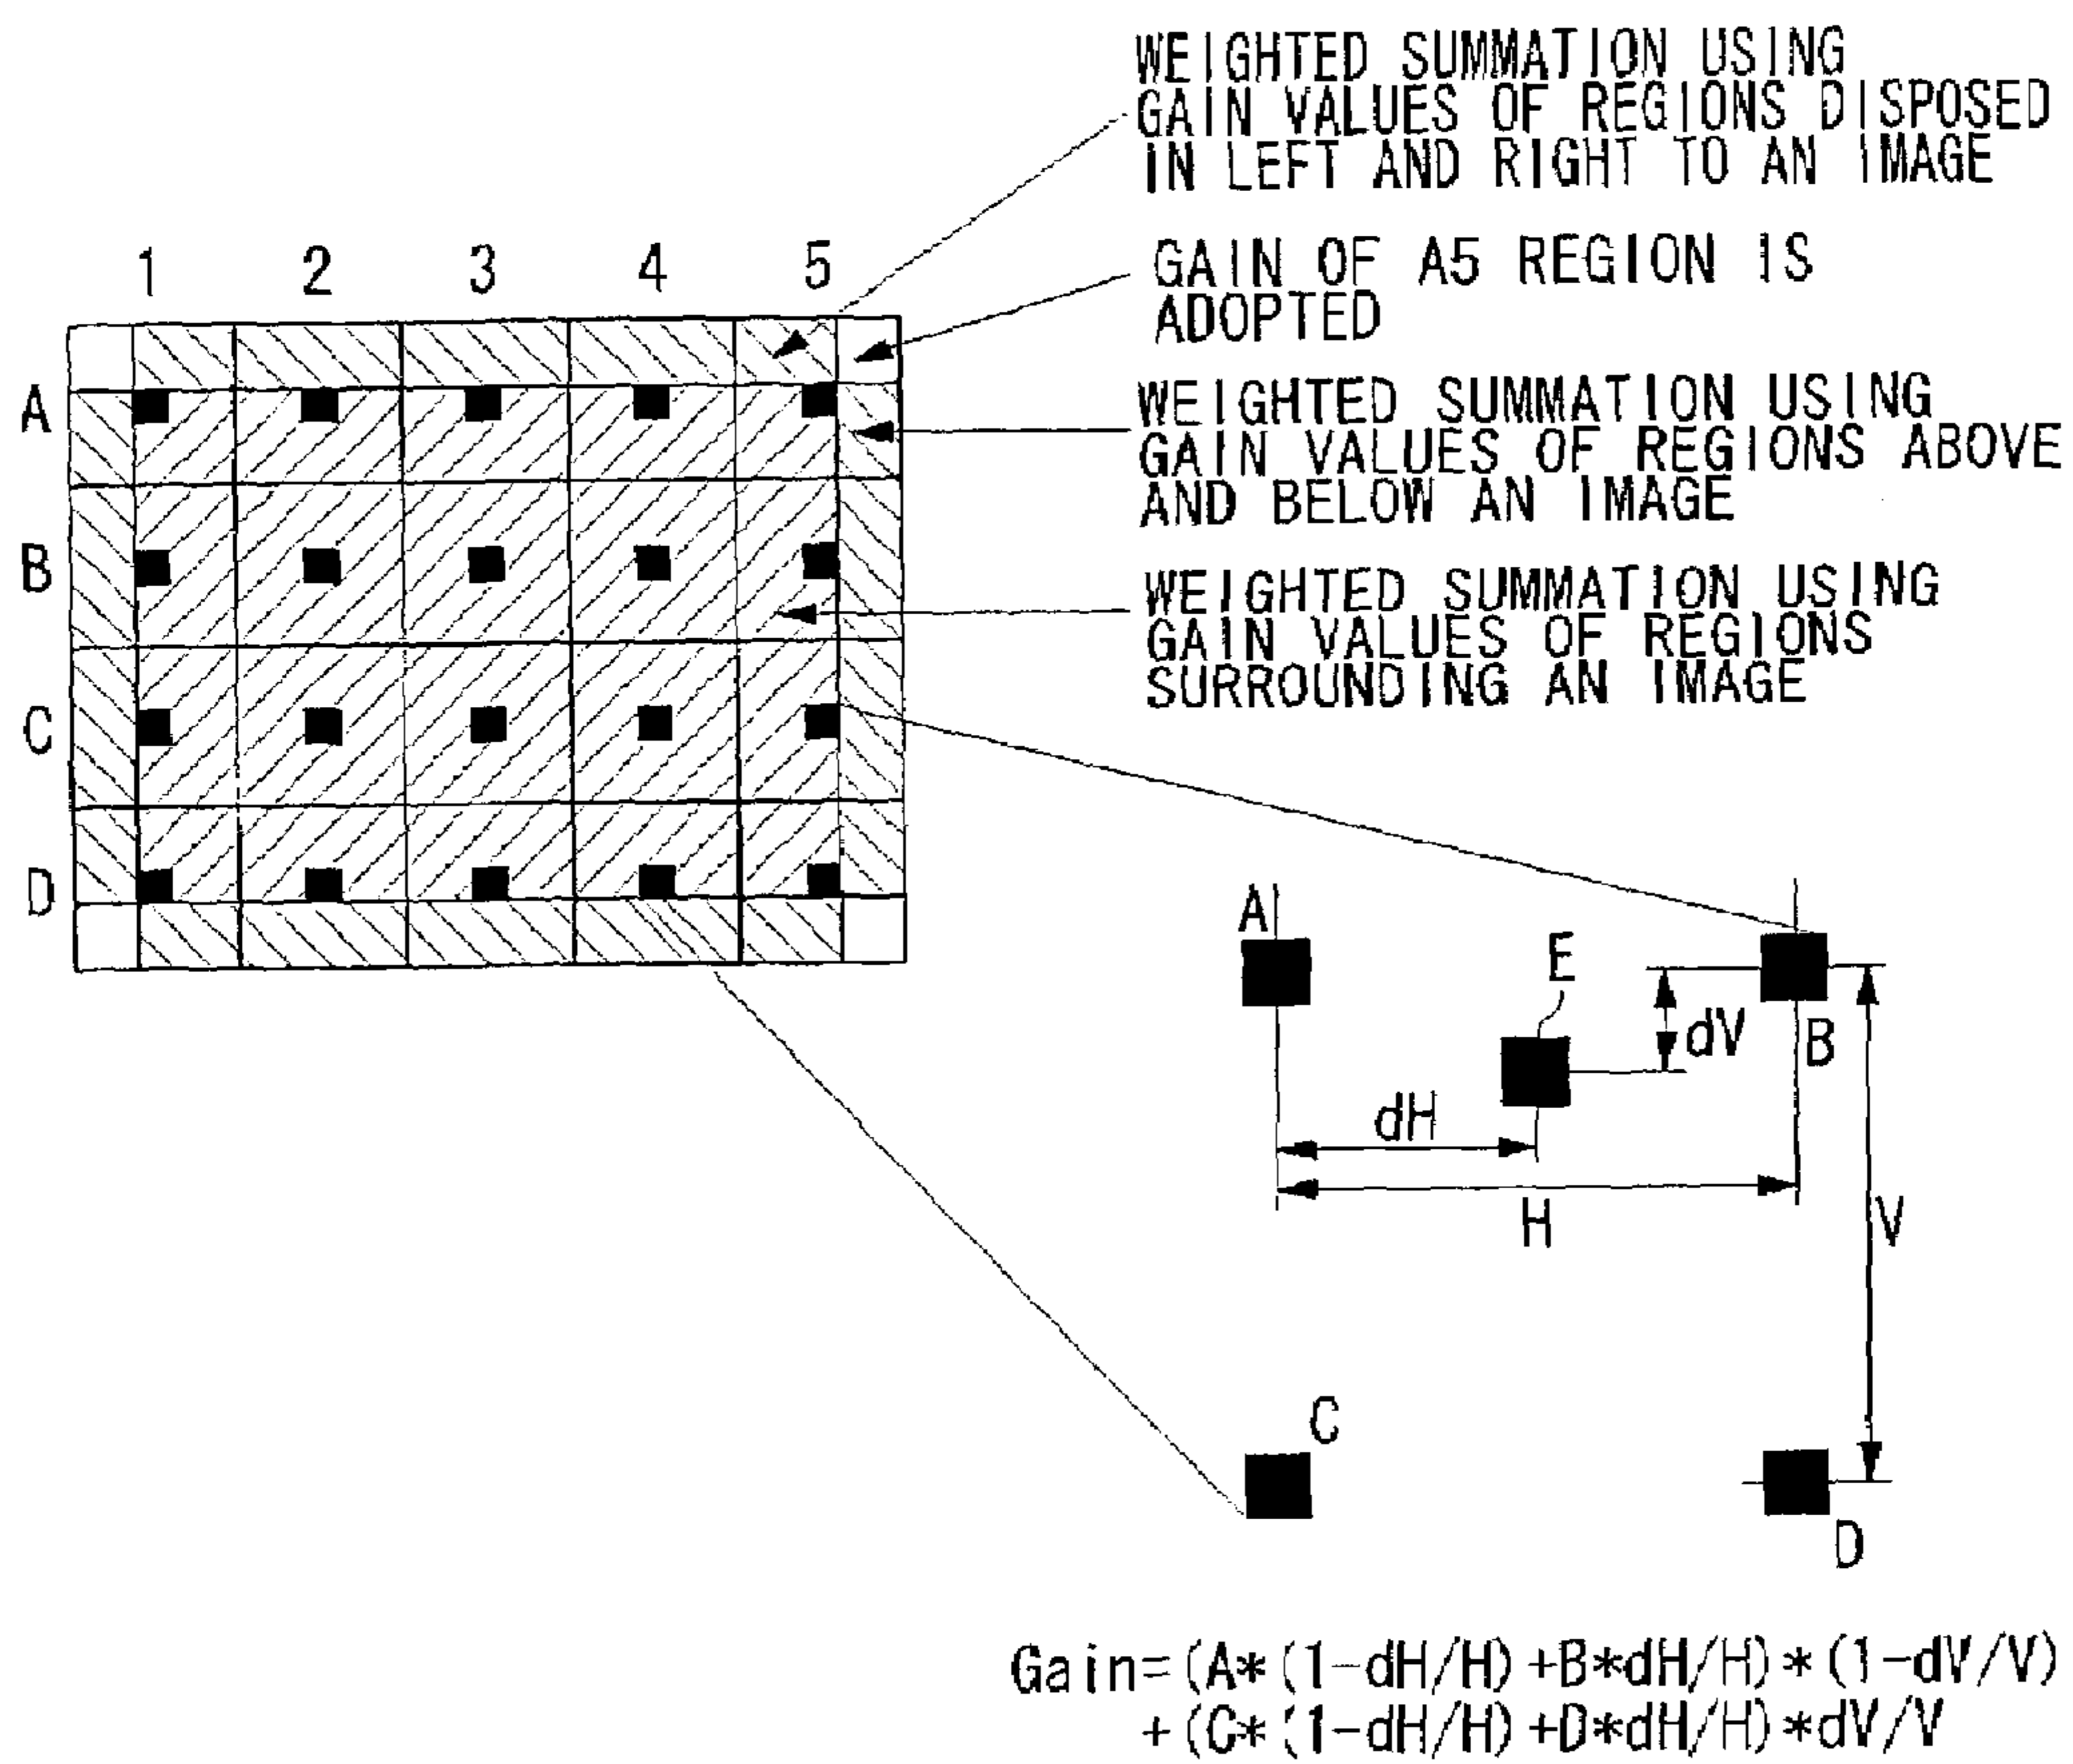 WEIGHTED SUMMATION USING
GAIN VALUES OF REGIONS DISPOSED
IN LEFT AND RIGHT TO AN IMAGE
GAIN OF A5 REGION IS
ADOPTED
1 2 3 4 5
A
WEIGHTED SUMMATION USING
GAIN VALUES OF REGIONS ABOVE
AND BELOW AN IMAGE
B
WEIGHTED SUMMATION USING
GAIN VALUES OF REGIONS
SURROUNDING AN IMAGE
C
D
A
E
dV
B
dH
H
V
C
D
Gain=(A*(1-dH/H)+B*dH/H)*(1-dV/V)
+(C*(1-dH/H)+D*dH/H)*dV/V